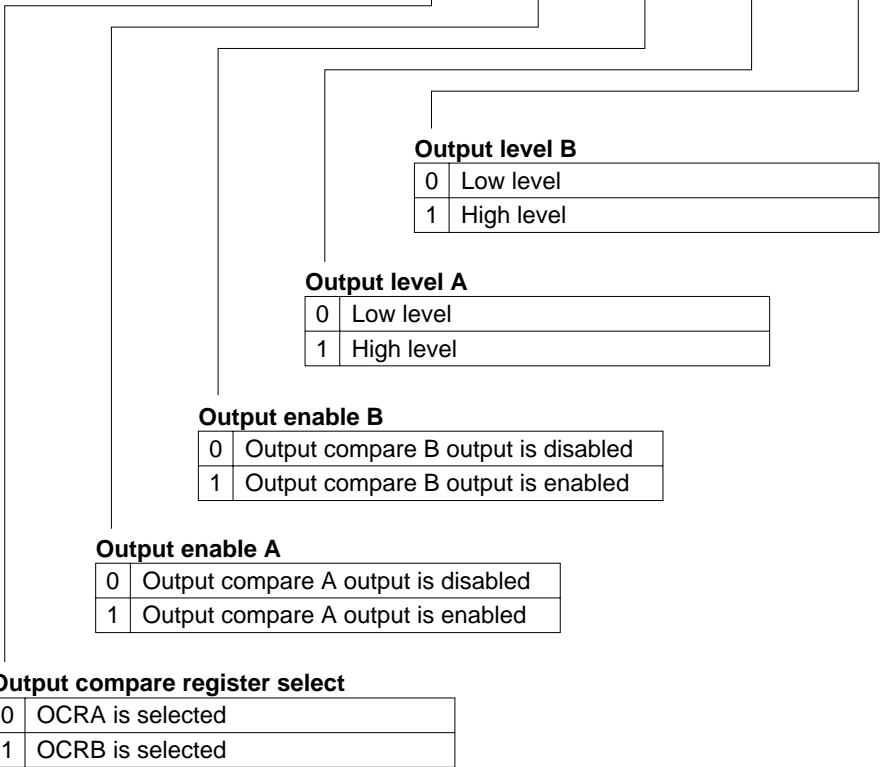 Output level B
0 Low level
1 High level
Output level A
0 Low level
1 High level
Output enable B
0 Output compare B output is disabled
1 Output compare B output is enabled
Output enable A
0 Output compare A output is disabled
1 Output compare A output is enabled
Output compare register select
0 OCRA is selected
1 OCRB is selected